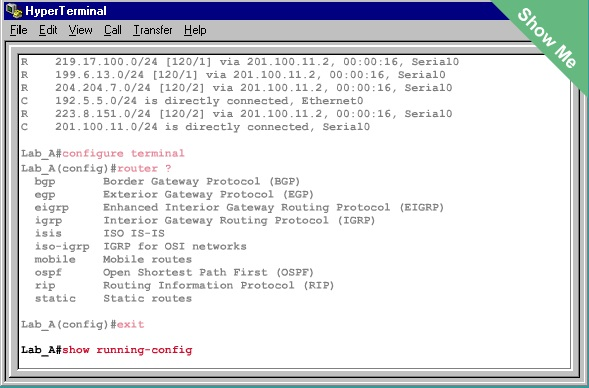 HyperTerminal
File Edit View Call Transfer Help
Show Me
R    219.17.100.0/24 [120/1] via 201.100.11.2, 00:00:16, Serial0
R    199.6.13.0/24 [120/1] via 201.100.11.2, 00:00:16, Serial0
R    204.204.7.0/24 [120/2] via 201.100.11.2, 00:00:16, Serial0
C    192.5.5.0/24 is directly connected, Ethernet0
R    223.8.151.0/24 [120/2] via 201.100.11.2, 00:00:16, Serial0
C    201.100.11.0/24 is directly connected, Serial0
Lab_A#configure terminal
Lab_A(config)#router ?
bgp       Border Gateway Protocol (BGP)
egp       Exterior Gateway Protocol (EGP)
eigrp     Enhanced Interior Gateway Routing Protocol (EIGRP)
igrp      Interior Gateway Routing Protocol (IGRP)
isis      ISO IS-IS
iso-igrp  IGRP for OSI networks
mobile    Mobile routes
ospf      Open Shortest Path First (OSPF)
rip       Routing Information Protocol (RIP)
static    Static routes
Lab_A(config)#exit
Lab_A#show running-config